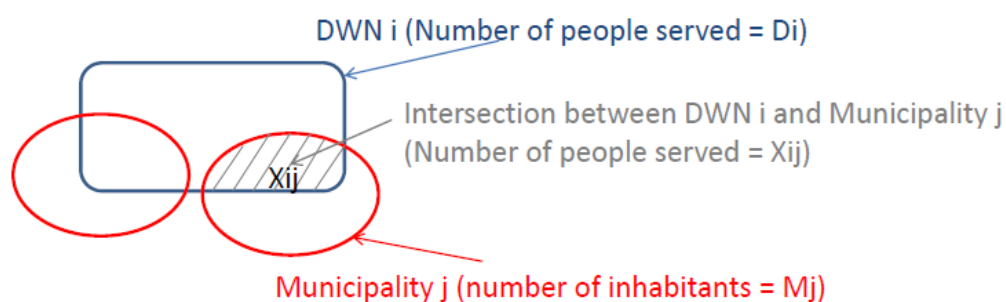 DWN i (Number of people served = Di)
Intersection between DWN i and Municipality j
(Number of people served = Xij)
Xij
Municipality j (number of inhabitants = Mj)